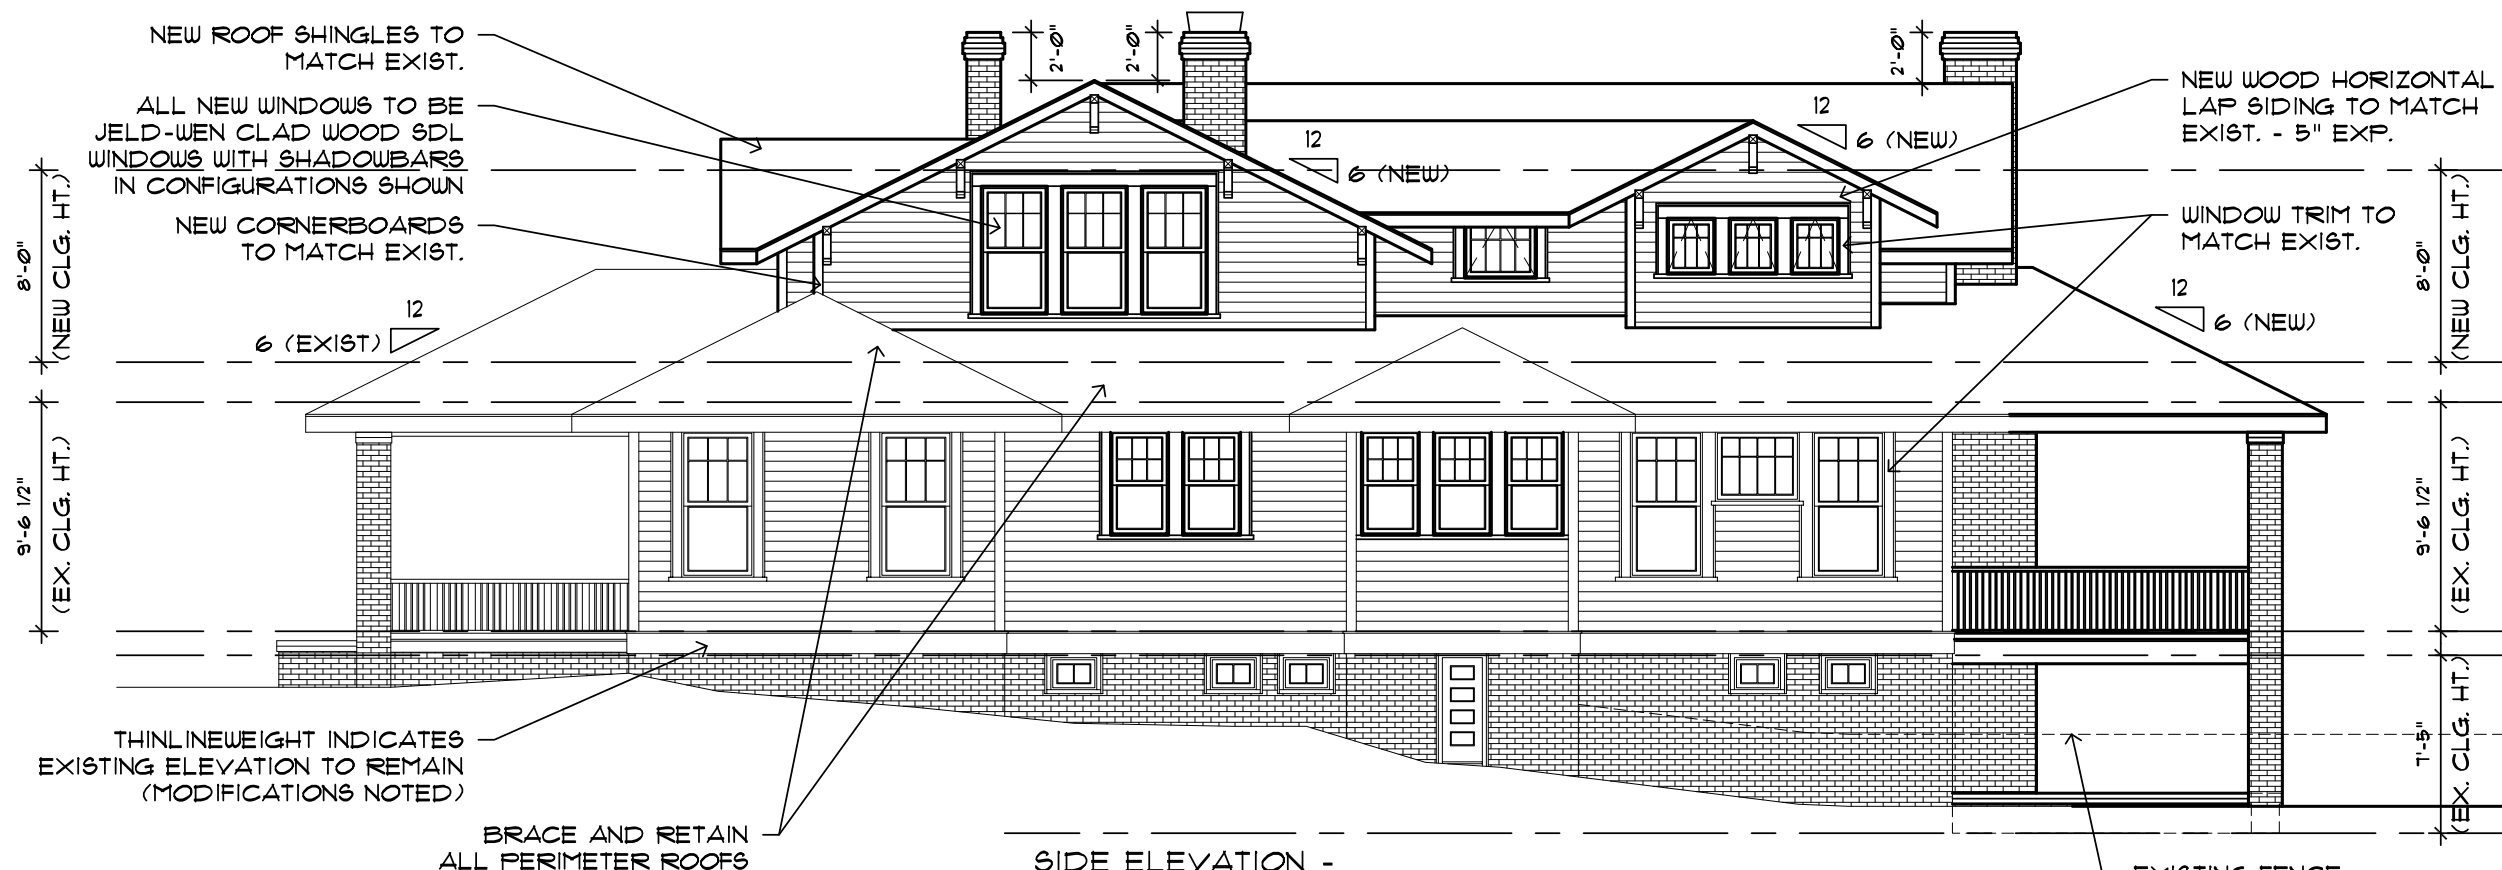 NEW ROOF SHINGLES TO
MATCH EXIST.
ALL NEW WINDOWS TO BE
JELD-WEN CLAD WOOD SDL
WINDOWS WITH SHADOWBARS
IN CONFIGURATIONS SHOWN
NEW CORNERBOARDS
TO MATCH EXIST.
2'-0"
2'-0"
2'-0"
NEW WOOD HORIZONTAL
LAP SIDING TO MATCH
EXIST. - 5" EXP.
WINDOW TRIM TO
MATCH EXIST.
12
6 (NEW)
12
6 (NEW)
12
6 (NEW)
12
6 (EXIST)
8'-0"
(NEW CLG. HT.)
9'-6 1/2"
(EX. CLG. HT.)
8'-0"
(NEW CLG. HT.)
9'-6 1/2"
(EX. CLG. HT.)
7'-5"
(EX. CLG. HT.)
THINLINEWEIGHT INDICATES
EXISTING ELEVATION TO REMAIN
(MODIFICATIONS NOTED)
BRACE AND RETAIN
ALL PERIMETER ROOFS
SIDE ELEVATION -
EXISTING FENCE